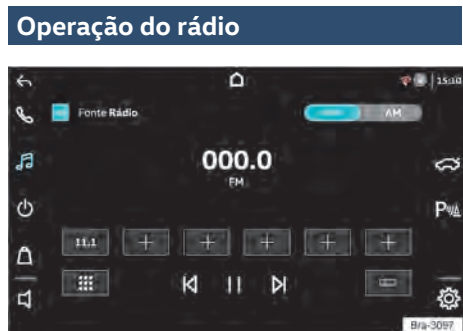 Operação do rádio
15:10
Fonte Rádio
AM
000.0
FM
P
11.1
Bra-3097